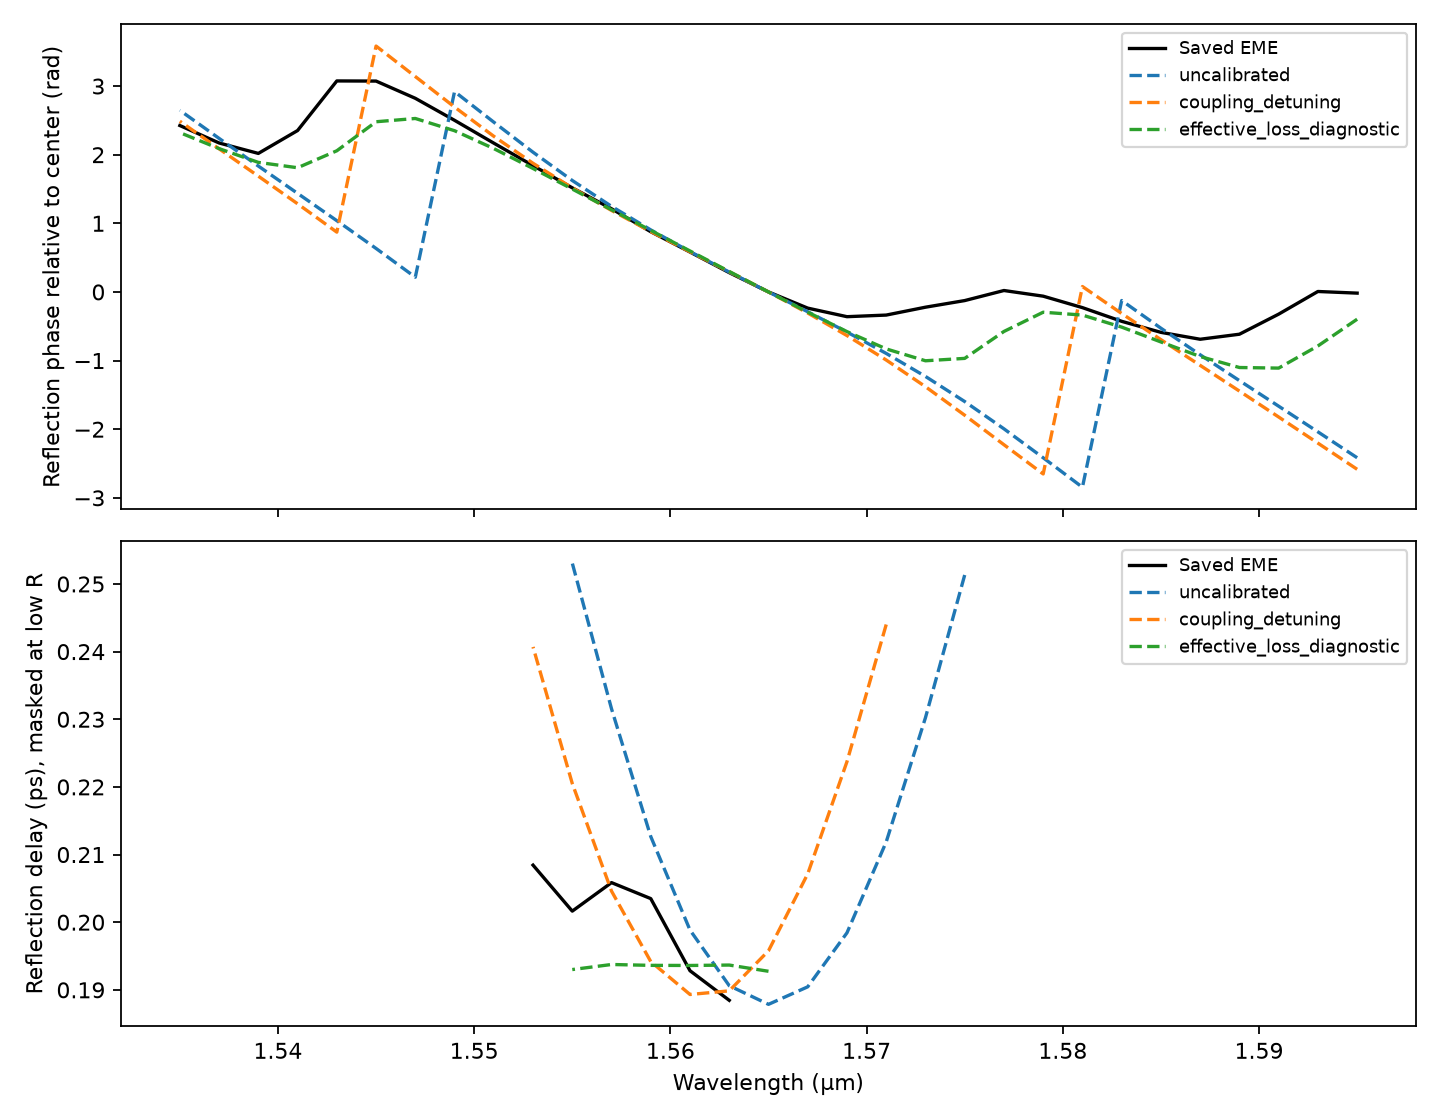 Reflection phase relative to center (rad)
3
2
1
0
−1
−2
−3
Saved EME
uncalibrated
coupling_detuning
effective_loss_diagnostic
Reflection delay (ps), masked at low R
0.25
0.24
0.23
0.22
0.21
0.20
0.19
Saved EME
uncalibrated
coupling_detuning
effective_loss_diagnostic
1.54 1.55 1.56 1.57 1.58 1.59
Wavelength (μm)